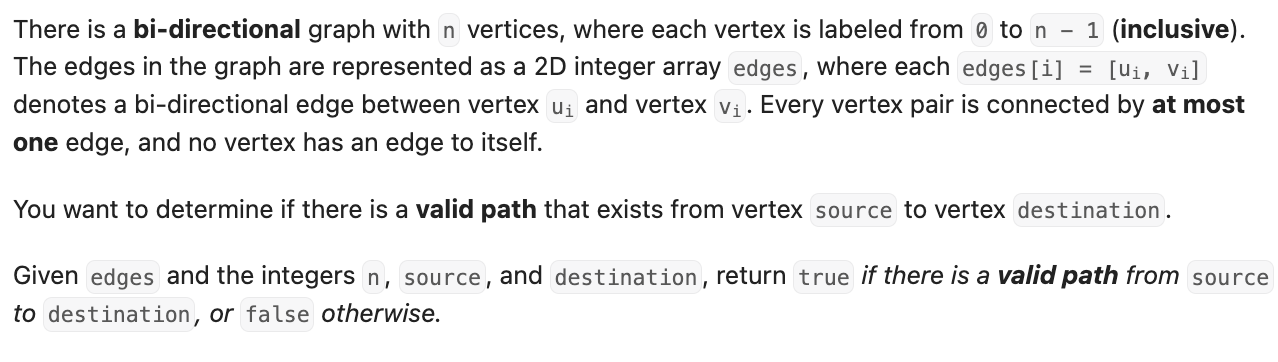 There is a bi-directional graph with n vertices, where each vertex is labeled from 0 to n - 1 (inclusive).
The edges in the graph are represented as a 2D integer array edges, where each edges[i] = [uᵢ, vᵢ]
denotes a bi-directional edge between vertex uᵢ and vertex vᵢ. Every vertex pair is connected by at most
one edge, and no vertex has an edge to itself.
You want to determine if there is a valid path that exists from vertex source to vertex destination.
Given edges and the integers n, source, and destination, return true if there is a valid path from source
to destination, or false otherwise.